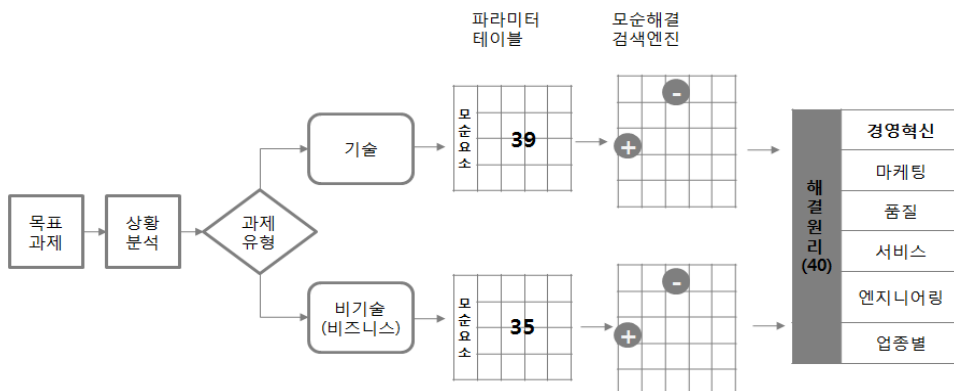 파라미터
테이블
모순해결
검색엔진
목표
과제
상황
분석
과제
유형
기술
모순요소
39
-
+
비기술
(비즈니스)
모순요소
35
-
+
해결원리
(40)
경영혁신
마케팅
품질
서비스
엔지니어링
업종별